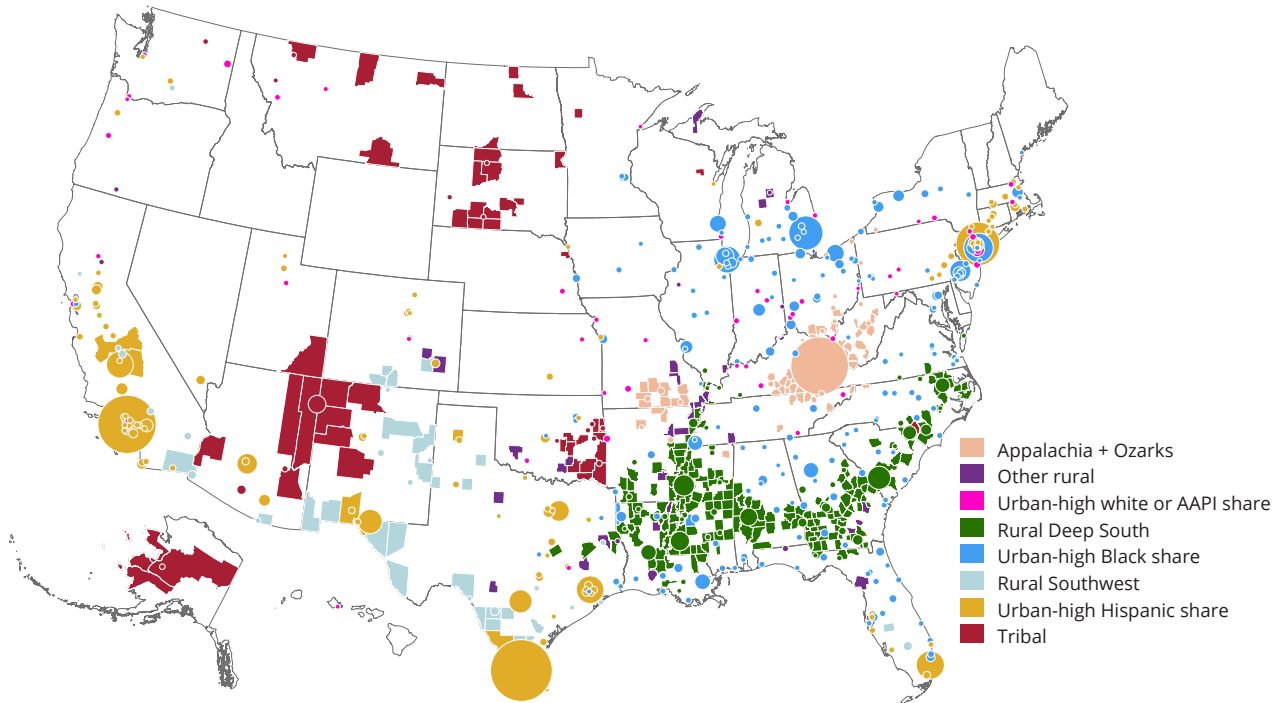 Appalachia + Ozarks
Other rural
Urban-high white or AAPI share
Rural Deep South
Urban-high Black share
Rural Southwest
Urban-high Hispanic share
Tribal